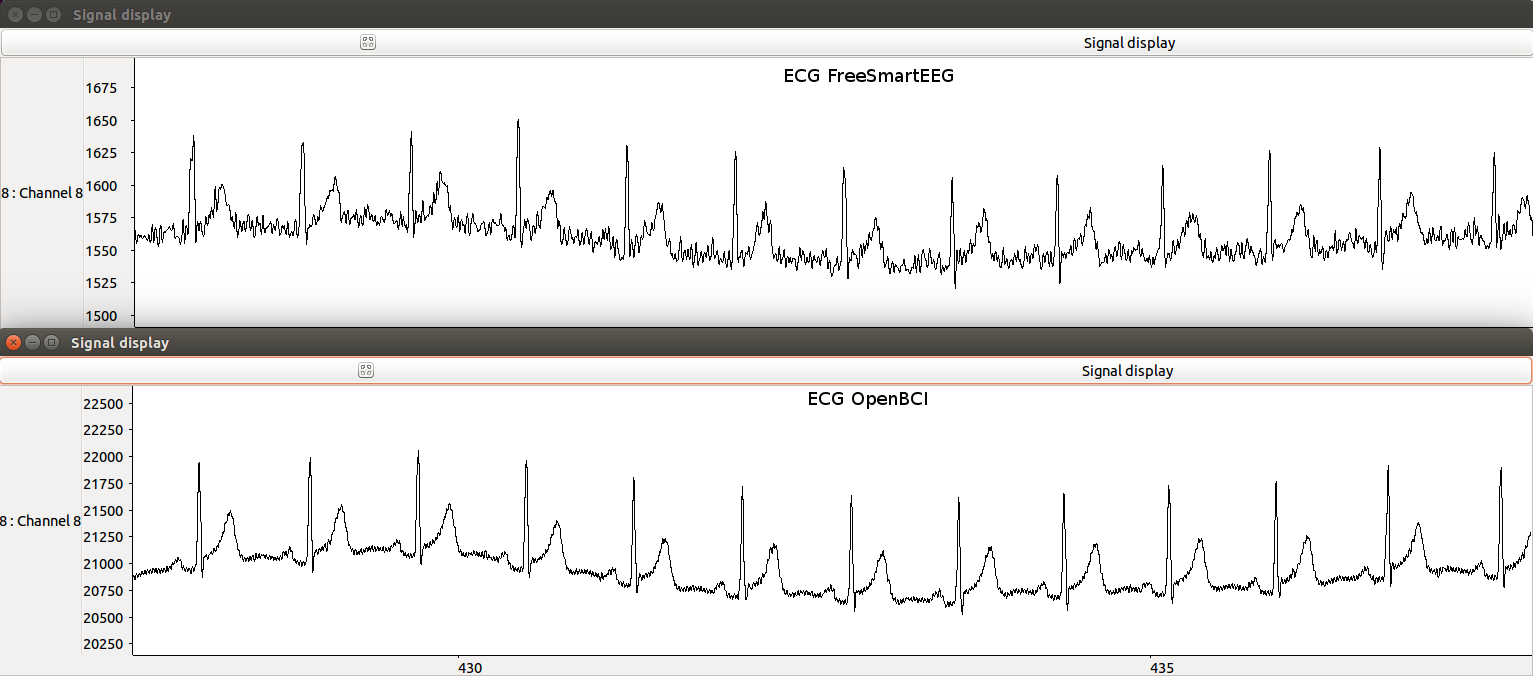 Signal display
Signal display
ECG FreeSmartEEG
1675
1650
1625
8 : Channel 8
1600
1575
1550
1525
1500
Signal display
Signal display
ECG OpenBCI
22500
22250
22000
21750
8 : Channel 8
21500
21250
21000
20750
20500
20250
430 435